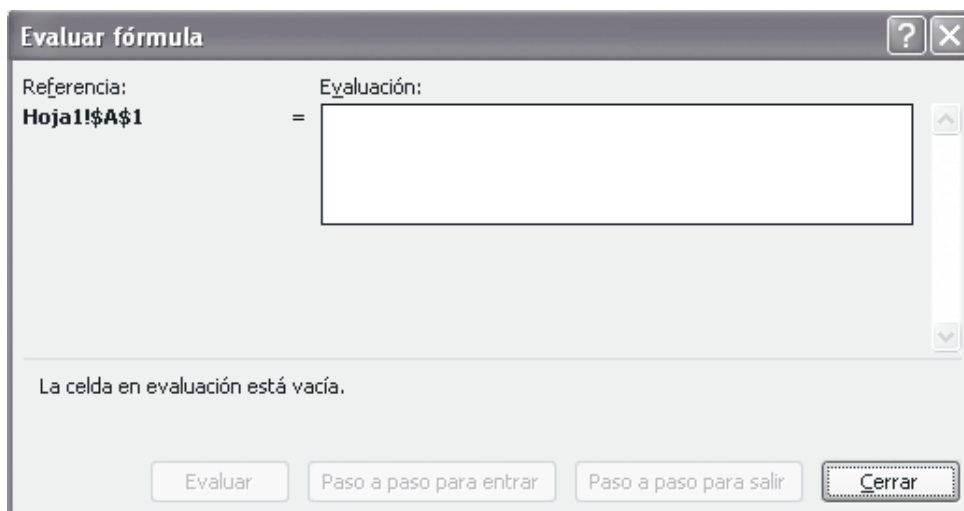 Evaluar fórmula
Referencia:
Evaluación:
Hoja1!$A$1 =
La celda en evaluación está vacía.
Evaluar
Paso a paso para entrar
Paso a paso para salir
Cerrar